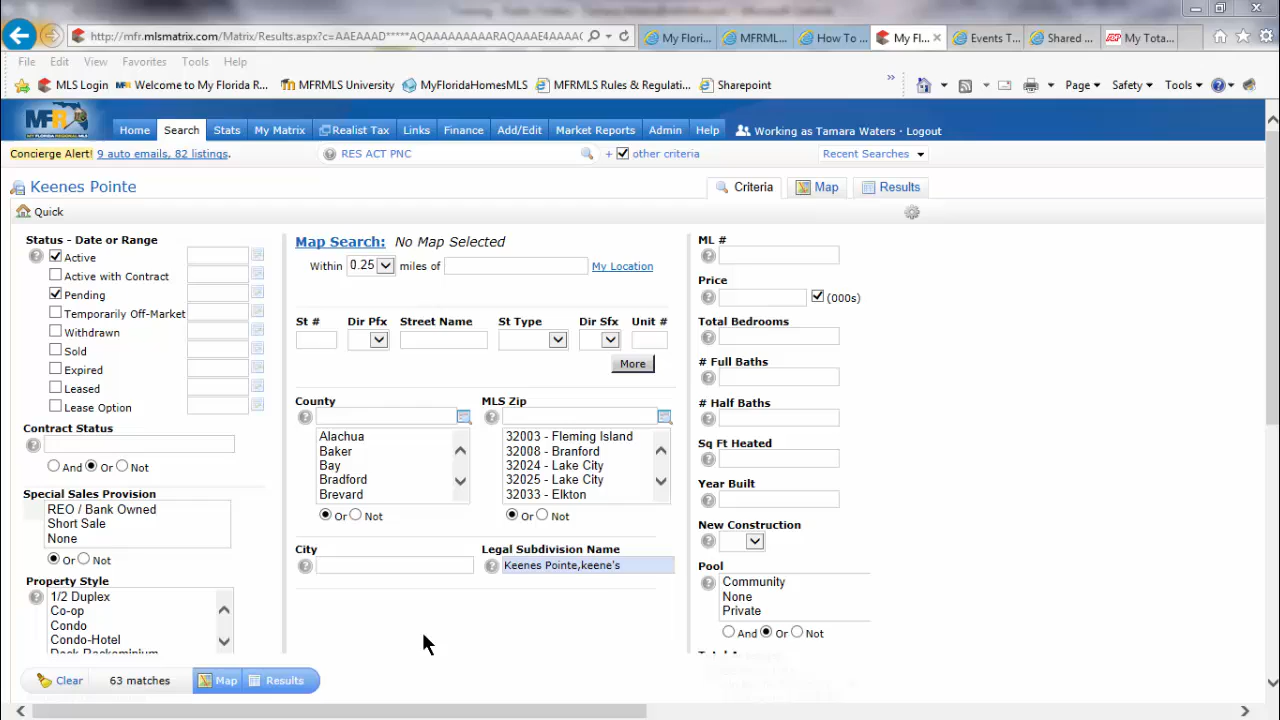 http://mfr.mlsmatrix.com/Matrix/Results.aspx?c=AAEAAAD*****AQAAAAAAAAARAQAAAE4AAAAC
My Flori...
MFRML...
How To ...
My Fl...
Events T...
Shared ...
My Tota...
File Edit View Favorites Tools Help
MLS Login
Welcome to My Florida R...
MFRMLS University
MyFloridaHomesMLS
MFRMLS Rules & Regulati...
Sharepoint
Page Safety Tools
MFR
MY FLORIDA REGIONAL MLS
Home Search Stats My Matrix Realist Tax Links Finance Add/Edit Market Reports Admin Help
Working as Tamara Waters · Logout
Concierge Alert! 9 auto emails, 82 listings.
RES ACT PNC
+ other criteria
Recent Searches
Keenes Pointe
Criteria Map Results
Quick
Status - Date or Range
Active
Active with Contract
Pending
Temporarily Off-Market
Withdrawn
Sold
Expired
Leased
Lease Option
Contract Status
And Or Not
Special Sales Provision
REO / Bank Owned
Short Sale
None
Or Not
Property Style
1/2 Duplex
Co-op
Condo
Condo-Hotel
Map Search: No Map Selected
Within 0.25 miles of My Location
St # Dir Pfx Street Name St Type Dir Sfx Unit #
More
County
Alachua
Baker
Bay
Bradford
Brevard
Or Not
MLS Zip
32003 - Fleming Island
32008 - Branford
32024 - Lake City
32025 - Lake City
32033 - Elkton
Or Not
City
Legal Subdivision Name
Keenes Pointe,keene's
ML #
Price
(000s)
Total Bedrooms
# Full Baths
# Half Baths
Sq Ft Heated
Year Built
New Construction
Pool
Community
None
Private
And Or Not
Clear 63 matches Map Results